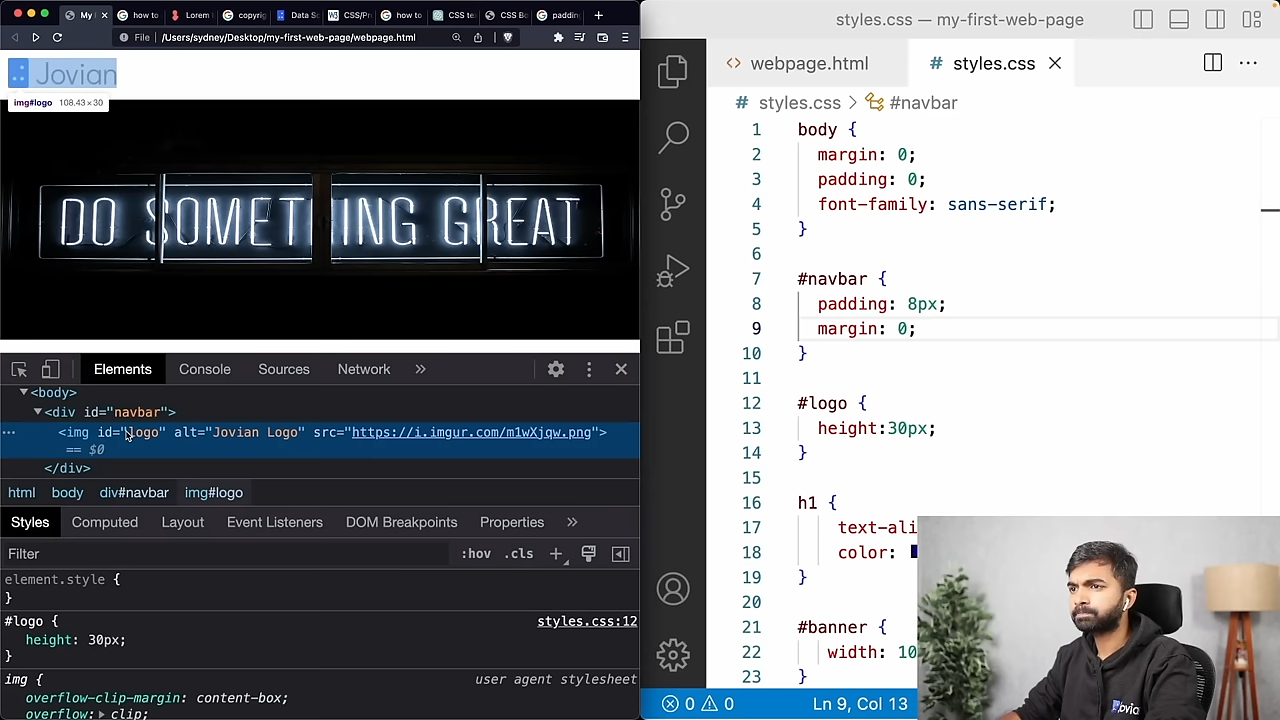 My
how to
Lorem
copyrig
Data S
CSS/Pr
how to
CSS tex
CSS Bo
padding
File
/Users/sydney/Desktop/my-first-web-page/webpage.html
Jovian
img#logo 108.43 × 30
DO SOMETHING GREAT
Elements Console Sources Network »
<body>
<div id="navbar">
<img id="logo" alt="Jovian Logo" src="https://i.imgur.com/m1wXjqw.png">
== $0
</div>
html body div#navbar img#logo
Styles Computed Layout Event Listeners DOM Breakpoints Properties »
Filter :hov .cls +
element.style {
}
#logo { styles.css:12
height: 30px;
}
img { user agent stylesheet
overflow-clip-margin: content-box;
overflow: clip;
styles.css — my-first-web-page
<> webpage.html # styles.css
# styles.css > #navbar
1 body {
2 margin: 0;
3 padding: 0;
4 font-family: sans-serif;
5 }
6
7 #navbar {
8 padding: 8px;
9 margin: 0;
10 }
11
12 #logo {
13 height:30px;
14 }
15
16 h1 {
17 text-ali
18 color:
19 }
20
21 #banner {
22 width: 10
23 }
0 0 Ln 9, Col 13
Jovia